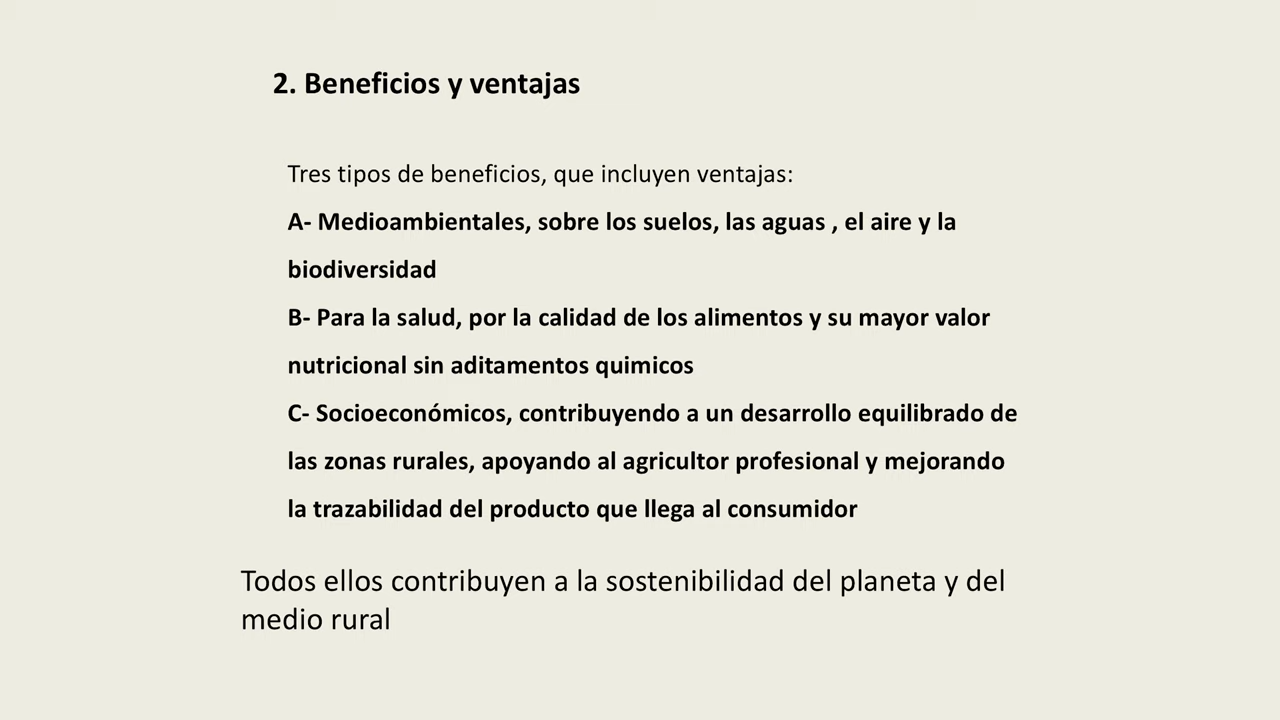 2. Beneficios y ventajas
Tres tipos de beneficios, que incluyen ventajas:
A- Medioambientales, sobre los suelos, las aguas , el aire y la
biodiversidad
B- Para la salud, por la calidad de los alimentos y su mayor valor
nutricional sin aditamentos quimicos
C- Socioeconómicos, contribuyendo a un desarrollo equilibrado de
las zonas rurales, apoyando al agricultor profesional y mejorando
la trazabilidad del producto que llega al consumidor
Todos ellos contribuyen a la sostenibilidad del planeta y del
medio rural